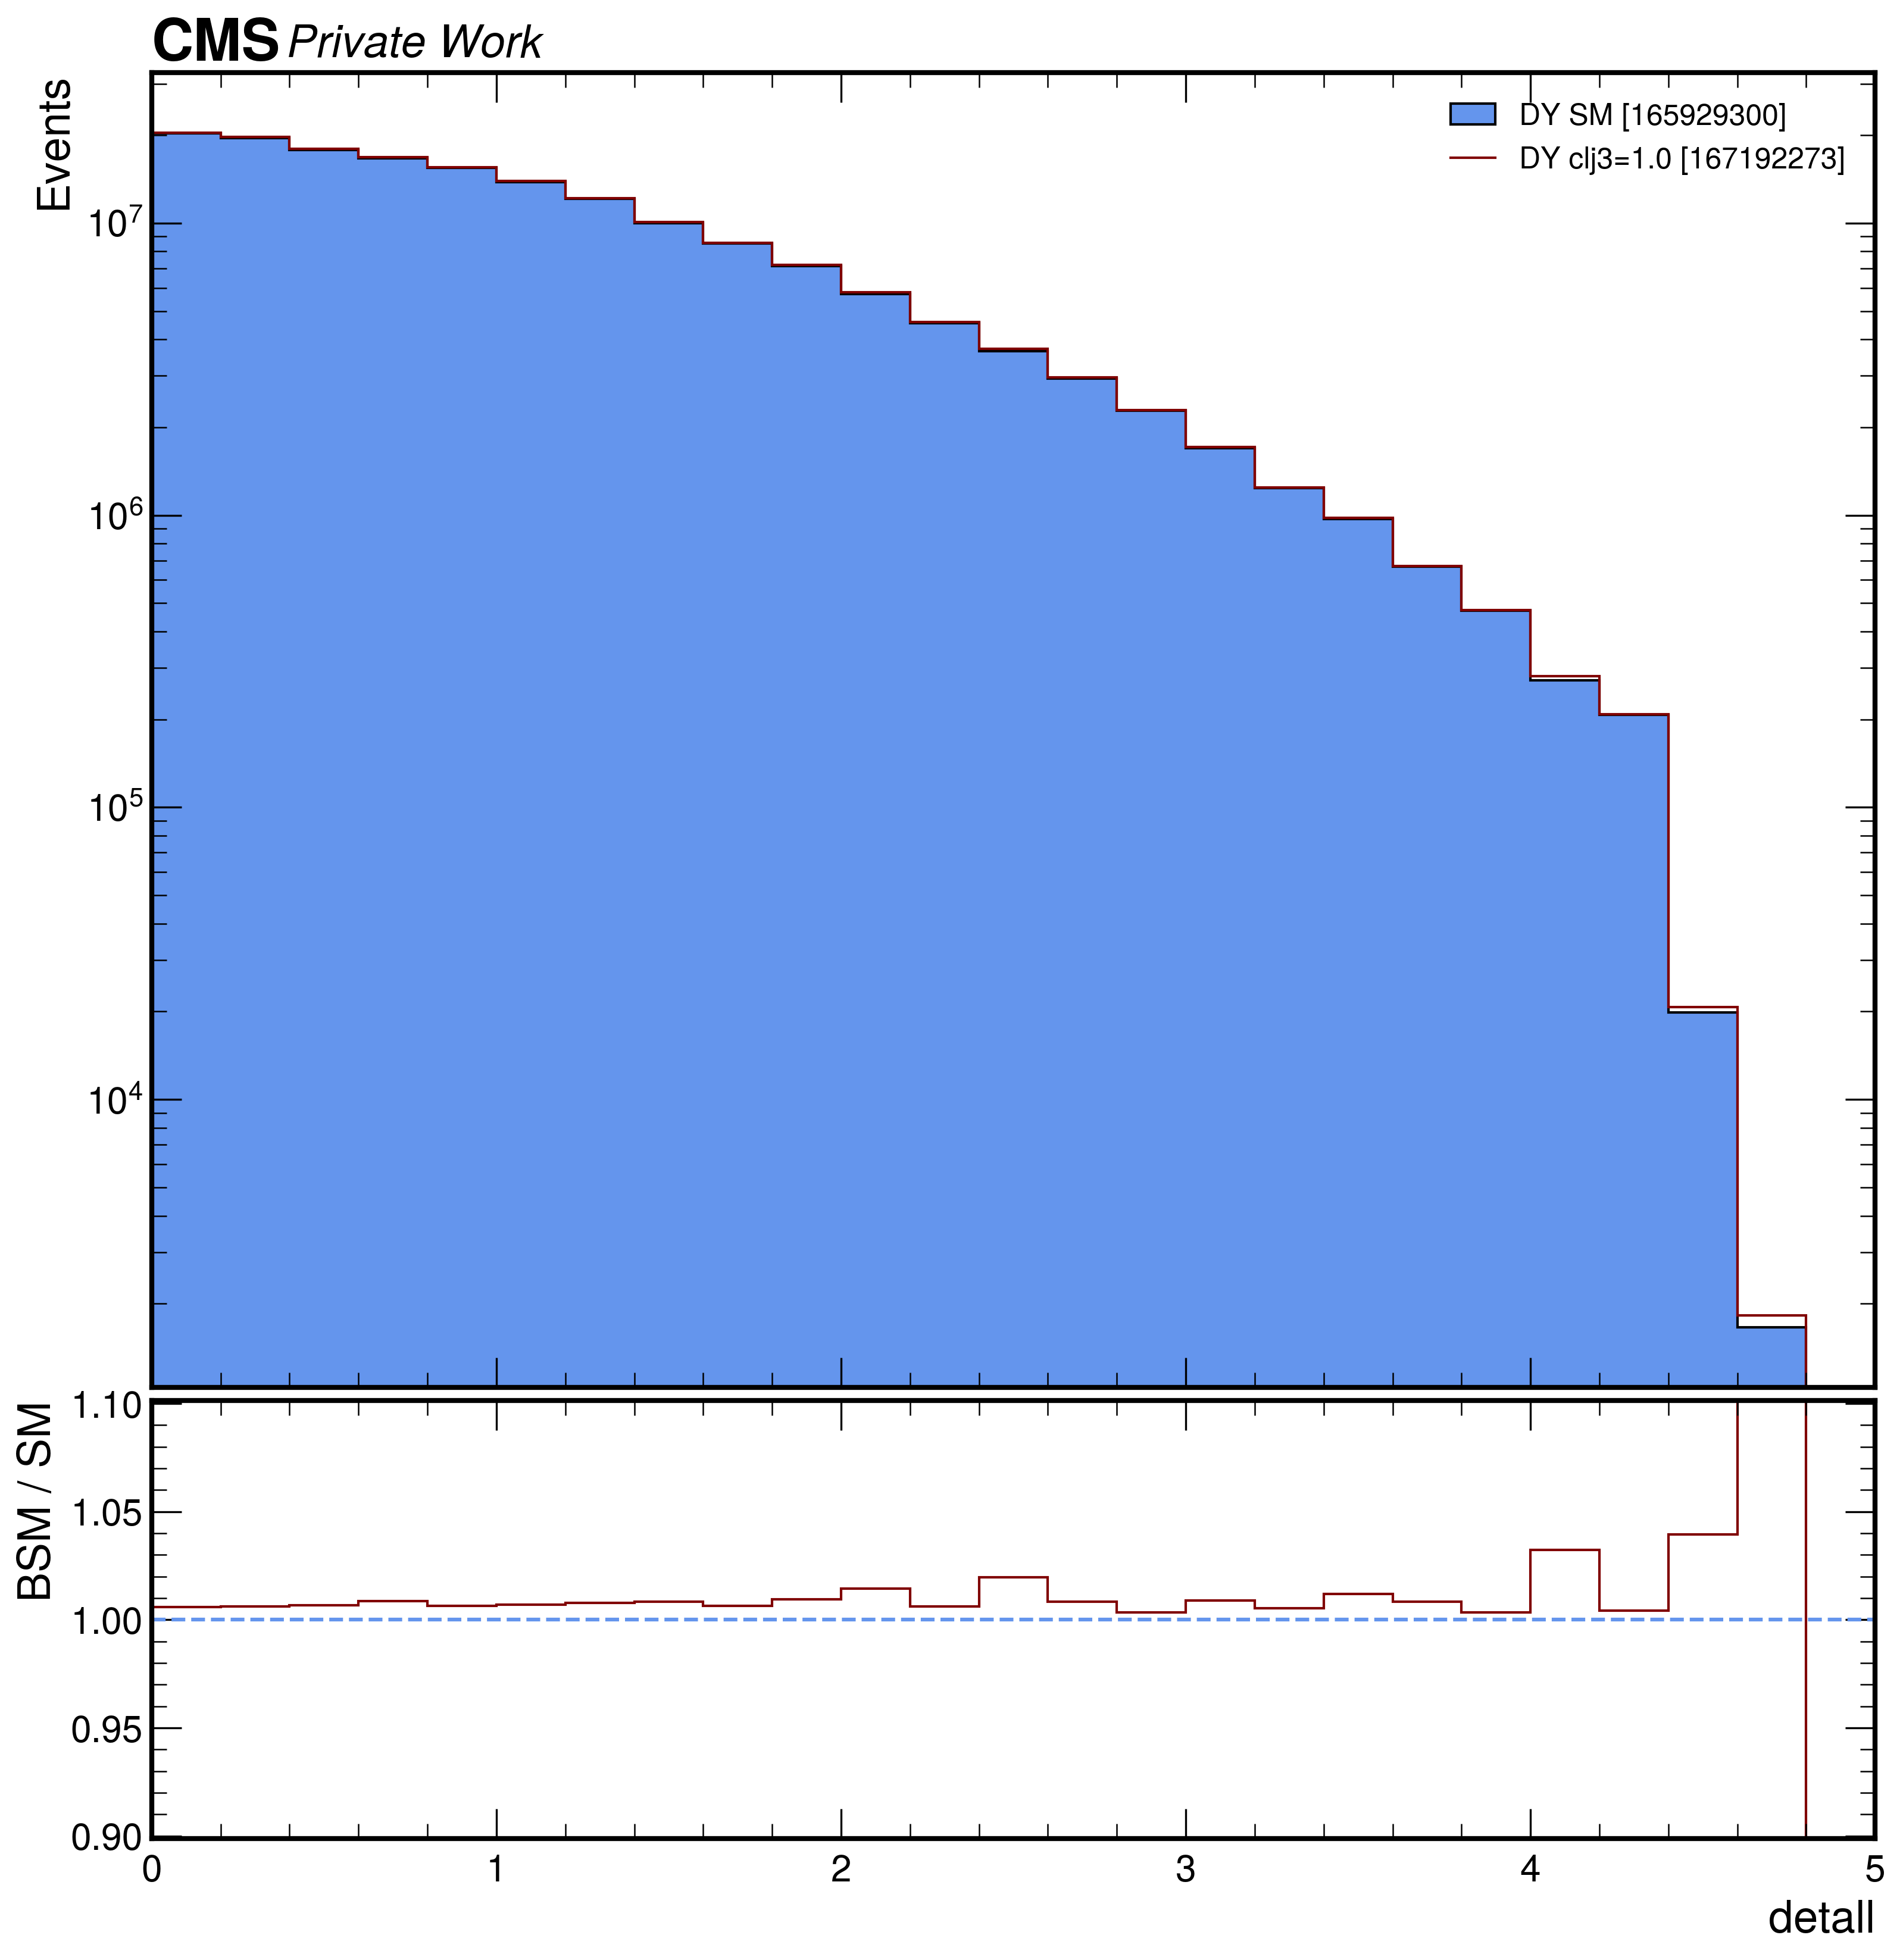 CMS Private Work
Events
DY SM [165929300]
DY clj3=1.0 [167192273]
10^7
10^6
10^5
10^4
BSM / SM
1.10
1.05
1.00
0.95
0.90
0 1 2 3 4 5
detall